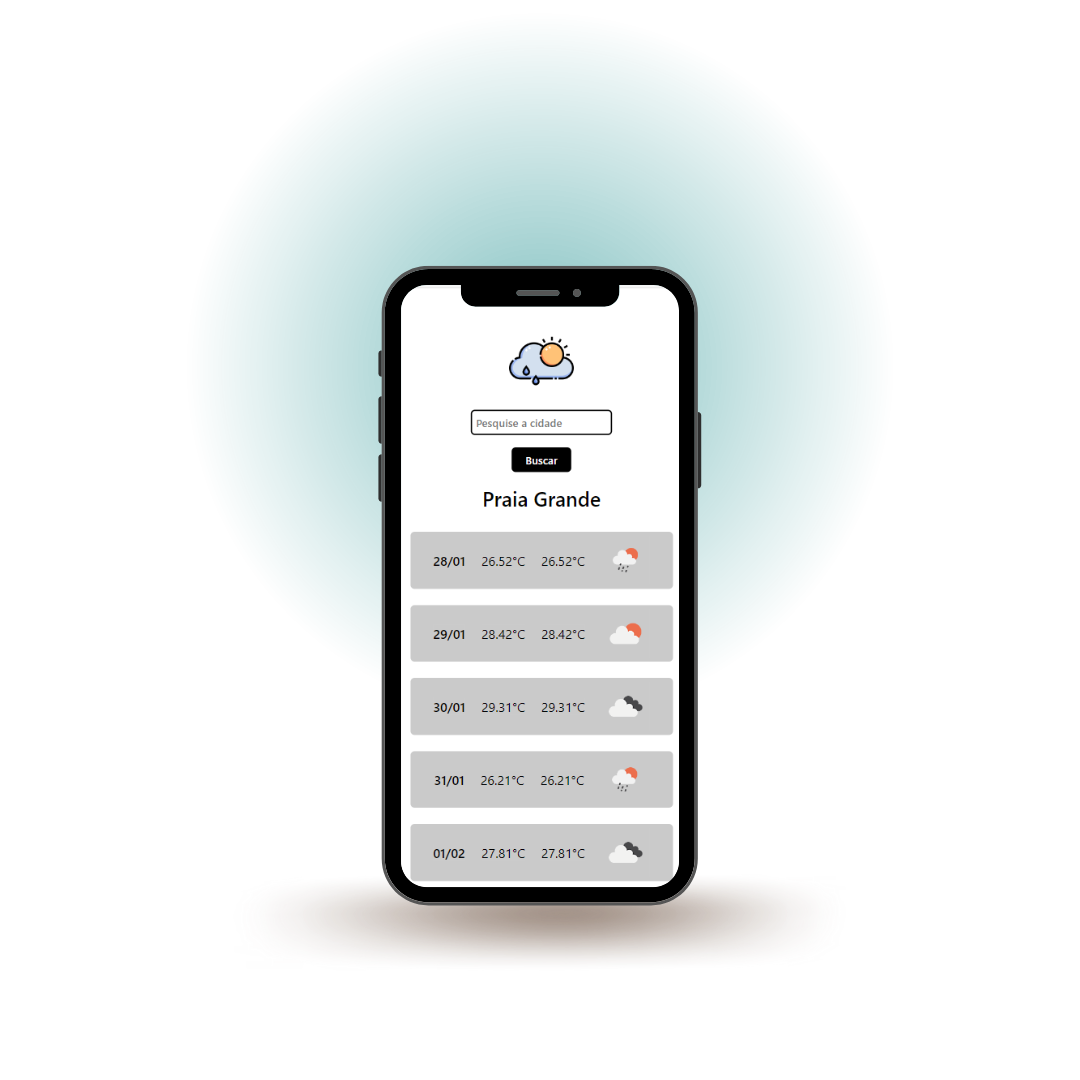 Pesquise a cidade
Buscar
Praia Grande
28/01 26.52°C 26.52°C
29/01 28.42°C 28.42°C
30/01 29.31°C 29.31°C
31/01 26.21°C 26.21°C
01/02 27.81°C 27.81°C